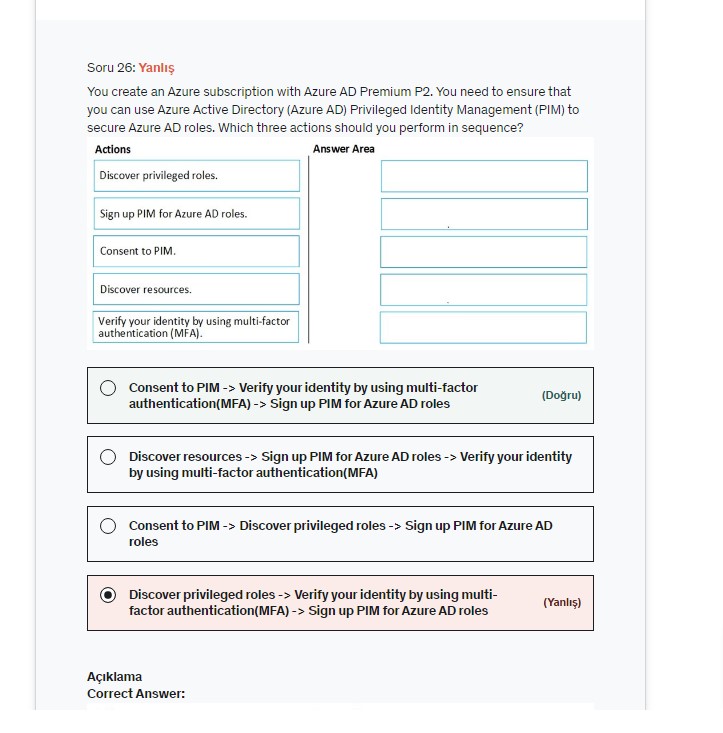 Soru 26: Yanlış
You create an Azure subscription with Azure AD Premium P2. You need to ensure that
you can use Azure Active Directory (Azure AD) Privileged Identity Management (PIM) to
secure Azure AD roles. Which three actions should you perform in sequence?
Actions
Answer Area
Discover privileged roles.
Sign up PIM for Azure AD roles.
Consent to PIM.
Discover resources.
Verify your identity by using multi-factor
authentication (MFA).
Consent to PIM -> Verify your identity by using multi-factor
authentication(MFA) -> Sign up PIM for Azure AD roles
(Doğru)
Discover resources -> Sign up PIM for Azure AD roles -> Verify your identity
by using multi-factor authentication(MFA)
Consent to PIM -> Discover privileged roles -> Sign up PIM for Azure AD
roles
Discover privileged roles -> Verify your identity by using multi-
factor authentication(MFA) -> Sign up PIM for Azure AD roles
(Yanlış)
Açıklama
Correct Answer: